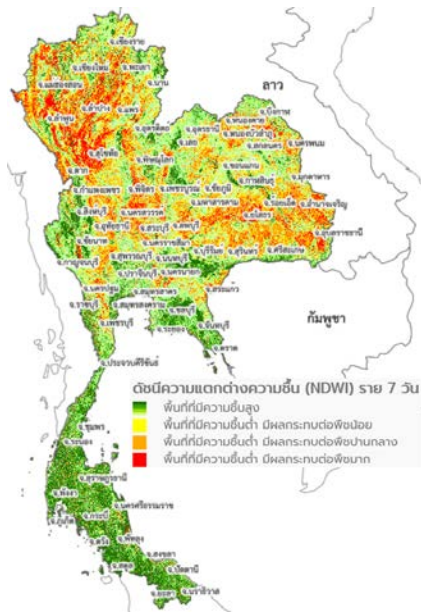 จ.เชียงราย
จ.เชียงใหม่
จ.พะเยา
จ.แม่ฮ่องสอน
จ.น่าน
ลาว
จ.ลำปาง
จ.แพร่
จ.ลำพูน
จ.บึงกาฬ
จ.อุตรดิตถ์
จ.อุดรธานี
จ.หนองคาย
จ.เลย
จ.หนองบัวลำภู
จ.นครพนม
จ.สุโขทัย
จ.สกลนคร
จ.พิษณุโลก
จ.ตาก
จ.ขอนแก่น
จ.มุกดาหาร
จ.กาฬสินธุ์
จ.กำแพงเพชร
จ.พิจิตร
จ.เพชรบูรณ์
จ.ชัยภูมิ
จ.มหาสารคาม
จ.ร้อยเอ็ด
จ.อำนาจเจริญ
จ.สิงห์บุรี
จ.นครสวรรค์
จ.ยโสธร
จ.อุทัยธานี
จ.สระบุรี
จ.ลพบุรี
จ.อุบลราชธานี
จ.ชัยนาท
จ.นครราชสีมา
จ.บุรีรัมย์
จ.สุรินทร์
จ.ศรีสะเกษ
จ.กาญจนบุรี
จ.สุพรรณบุรี
จ.นนทบุรี
จ.ปราจีนบุรี
จ.นครนายก
จ.นครปฐม
จ.สมุทรสาคร
จ.สระแก้ว
จ.ราชบุรี
จ.สมุทรสงคราม
จ.ชลบุรี
กัมพูชา
จ.เพชรบุรี
จ.ระยอง
จ.จันทบุรี
จ.ตราด
จ.ประจวบคีรีขันธ์
ดัชนีความแตกต่างความชื้น (NDWI) ราย 7 วัน
พื้นที่ที่มีความชื้นสูง
พื้นที่ที่มีความชื้นต่ำ มีผลกระทบต่อพืชน้อย
พื้นที่ที่มีความชื้นต่ำ มีผลกระทบต่อพืชปานกลาง
พื้นที่ที่มีความชื้นต่ำ มีผลกระทบต่อพืชมาก
จ.ชุมพร
จ.ระนอง
จ.สุราษฎร์ธานี
จ.พังงา
จ.นครศรีธรรมราช
จ.กระบี่
จ.ภูเก็ต
จ.ตรัง
จ.พัทลุง
จ.สงขลา
จ.สตูล
จ.ปัตตานี
จ.ยะลา
จ.นราธิวาส